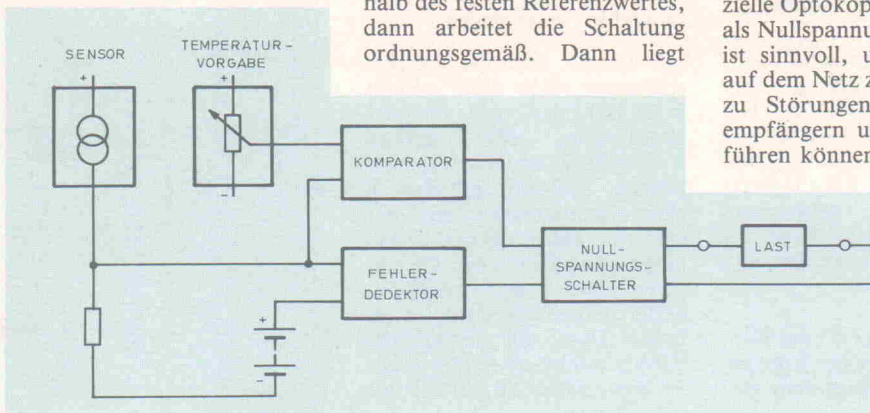 halb des festen Referenzwertes,
dann arbeitet die Schaltung
ordnungsgemäß. Dann liegt
zielle Optokop
als Nullspannu
ist sinnvoll, u
auf dem Netz z
zu Störungen
empfängern u
führen können
SENSOR
+
TEMPERATUR-
VORGABE
+
-
KOMPARATOR
FEHLER-
DEDEKTOR
+
-
NULL-
SPANNUNGS-
SCHALTER
LAST